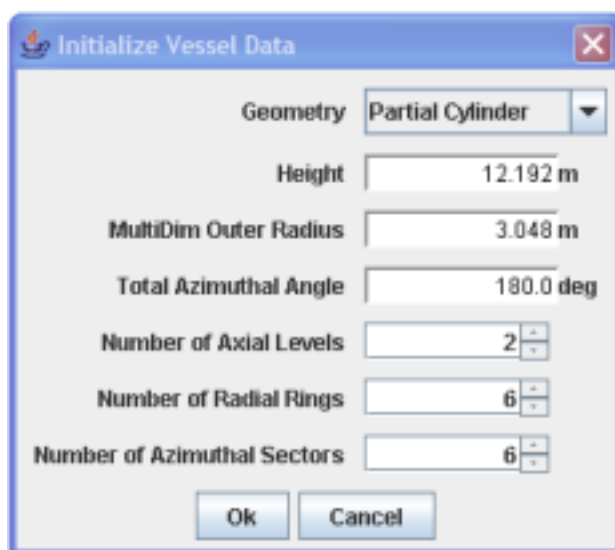 Initialize Vessel Data
Geometry Partial Cylinder
Height 12.192 m
MultiDim Outer Radius 3.048 m
Total Azimuthal Angle 180.0 deg
Number of Axial Levels 2
Number of Radial Rings 6
Number of Azimuthal Sectors 6
Ok Cancel